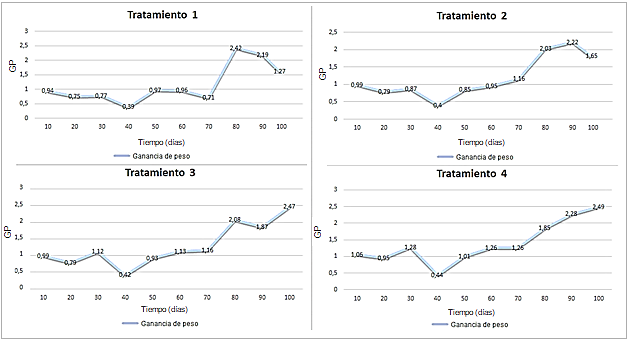 Tratamiento 1
3
2,5
2
1,5
1
0,5
0
GP
0,94 0,75 0,77 0,39 0,97 0,96 0,71 2,42 2,19 1,27
10 20 30 40 50 60 70 80 90 100
Tiempo (días)
Ganancia de peso
Tratamiento 2
2,5
2
1,5
1
0,5
0
GP
0,99 0,79 0,87 0,4 0,85 0,95 1,16 2,03 2,22 1,65
10 20 30 40 50 60 70 80 90 100
Tiempo (días)
Ganancia de peso
Tratamiento 3
3
2,5
2
1,5
1
0,5
0
GP
0,99 0,79 1,12 0,42 0,93 1,13 1,16 2,08 1,87 2,47
10 20 30 40 50 60 70 80 90 100
Tiempo (días)
Ganancia de peso
Tratamiento 4
3
2,5
2
1,5
1
0,5
0
GP
1,06 0,95 1,28 0,44 1,01 1,26 1,26 1,85 2,28 2,49
10 20 30 40 50 60 70 80 90 100
Tiempo (días)
Ganancia de peso